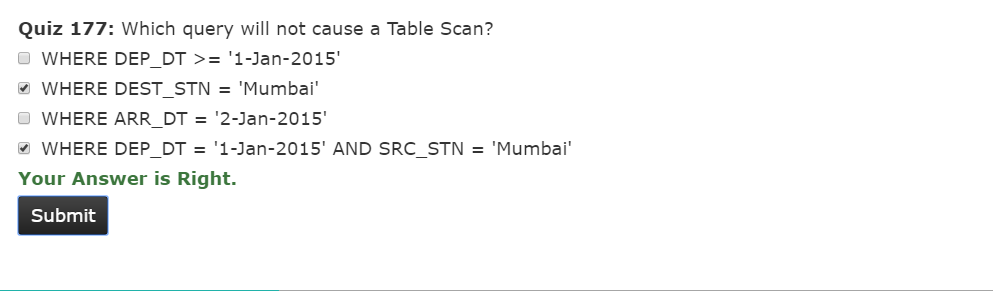 Quiz 177: Which query will not cause a Table Scan?
WHERE DEP_DT >= '1-Jan-2015'
WHERE DEST_STN = 'Mumbai'
WHERE ARR_DT = '2-Jan-2015'
WHERE DEP_DT = '1-Jan-2015' AND SRC_STN = 'Mumbai'
Your Answer is Right.
Submit